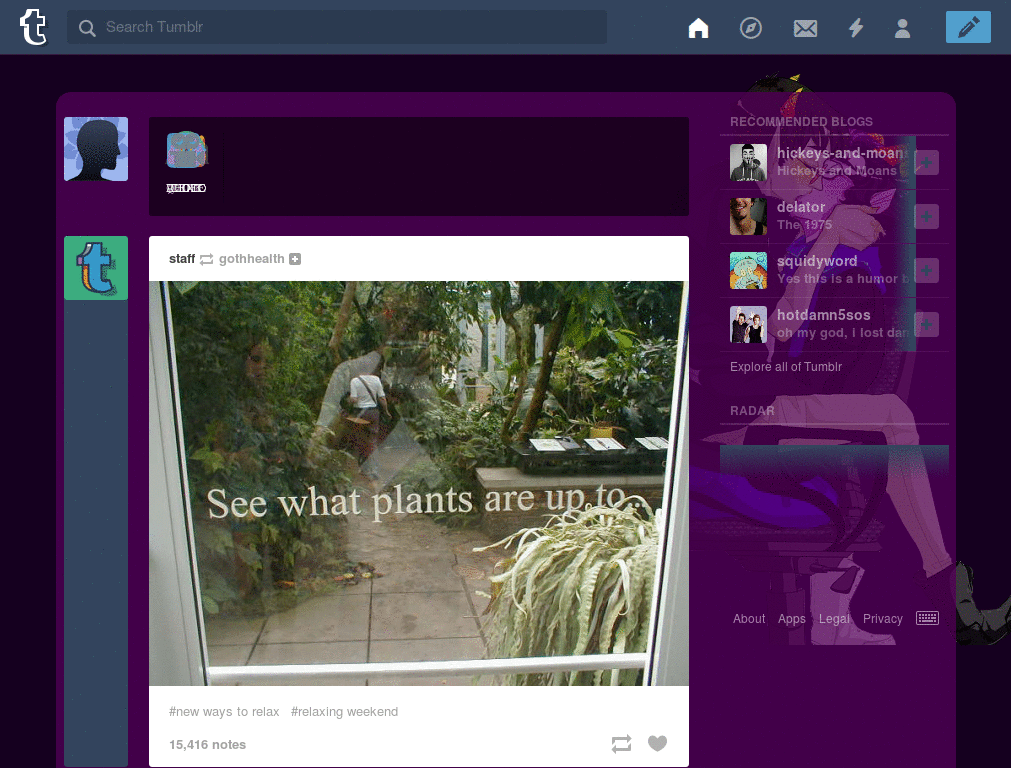 Search Tumblr
RECOMMENDED BLOGS
hickeys-and-moan
Hickeys and Moans
delator
The 1975
squidyword
Yes this is a humor b
hotdamn5sos
oh my god, i lost dan
Explore all of Tumblr
RADAR
About Apps Legal Privacy
staff gothhealth
See what plants are up to...
#new ways to relax #relaxing weekend
15,416 notes